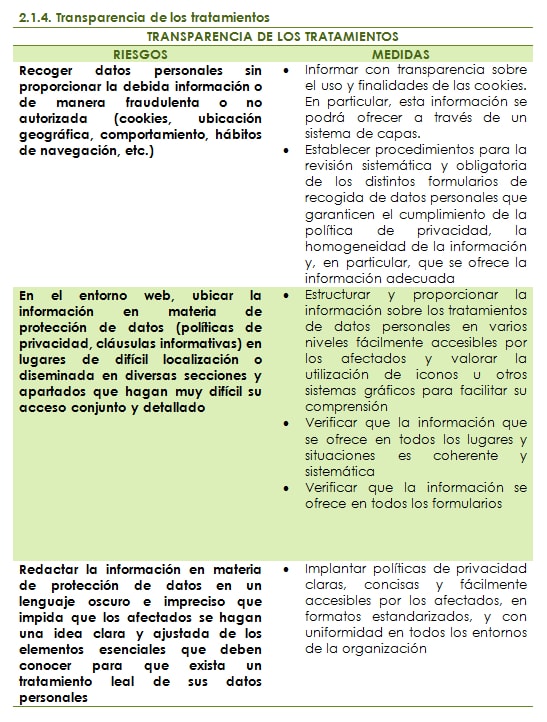 2.1.4. Transparencia de los tratamientos
TRANSPARENCIA DE LOS TRATAMIENTOS
RIESGOS
MEDIDAS
Recoger datos personales sin
proporcionar la debida información o
de manera fraudulenta o no
autorizada (cookies, ubicación
geográfica, comportamiento, hábitos
de navegación, etc.)
• Informar con transparencia sobre
el uso y finalidades de las cookies.
En particular, esta información se
podrá ofrecer a través de un
sistema de capas.
• Establecer procedimientos para la
revisión sistemática y obligatoria
de los distintos formularios de
recogida de datos personales que
garanticen el cumplimiento de la
política de privacidad, la
homogeneidad de la información
y, en particular, que se ofrece la
información adecuada
En el entorno web, ubicar la
información en materia de
protección de datos (políticas de
privacidad, cláusulas informativas) en
lugares de difícil localización o
diseminada en diversas secciones y
apartados que hagan muy difícil su
acceso conjunto y detallado
• Estructurar y proporcionar la
información sobre los tratamientos
de datos personales en varios
niveles fácilmente accesibles por
los afectados y valorar la
utilización de iconos u otros
sistemas gráficos para facilitar su
comprensión
• Verificar que la información que
se ofrece en todos los lugares y
situaciones es coherente y
sistemática
• Verificar que la información se
ofrece en todos los formularios
Redactar la información en materia
de protección de datos en un
lenguaje oscuro e impreciso que
impida que los afectados se hagan
una idea clara y ajustada de los
elementos esenciales que deben
conocer para que exista un
tratamiento leal de sus datos
personales
• Implantar políticas de privacidad
claras, concisas y fácilmente
accesibles por los afectados, en
formatos estandarizados, y con
uniformidad en todos los entornos
de la organización